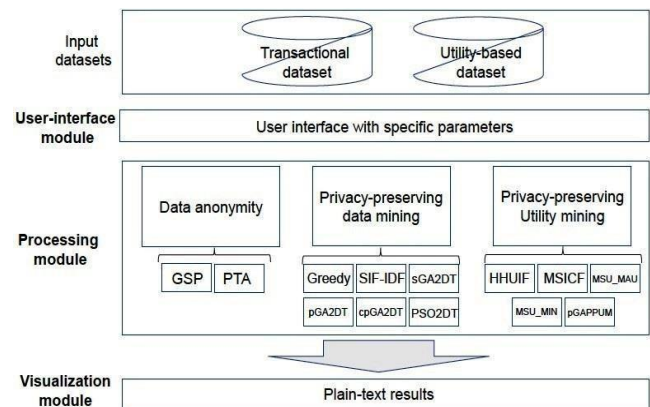 Input
datasets
Transactional
dataset
Utility-based
dataset
User-interface
module
User interface with specific parameters
Processing
module
Data anonymity
Privacy-preserving
data mining
Privacy-preserving
Utility mining
GSP
PTA
Greedy
SIF-IDF
sGA2DT
HHUIF
MSICF
MSU_MAU
pGA2DT
cpGA2DT
PSO2DT
MSU_MIN
pGAPPUM
Visualization
module
Plain-text results